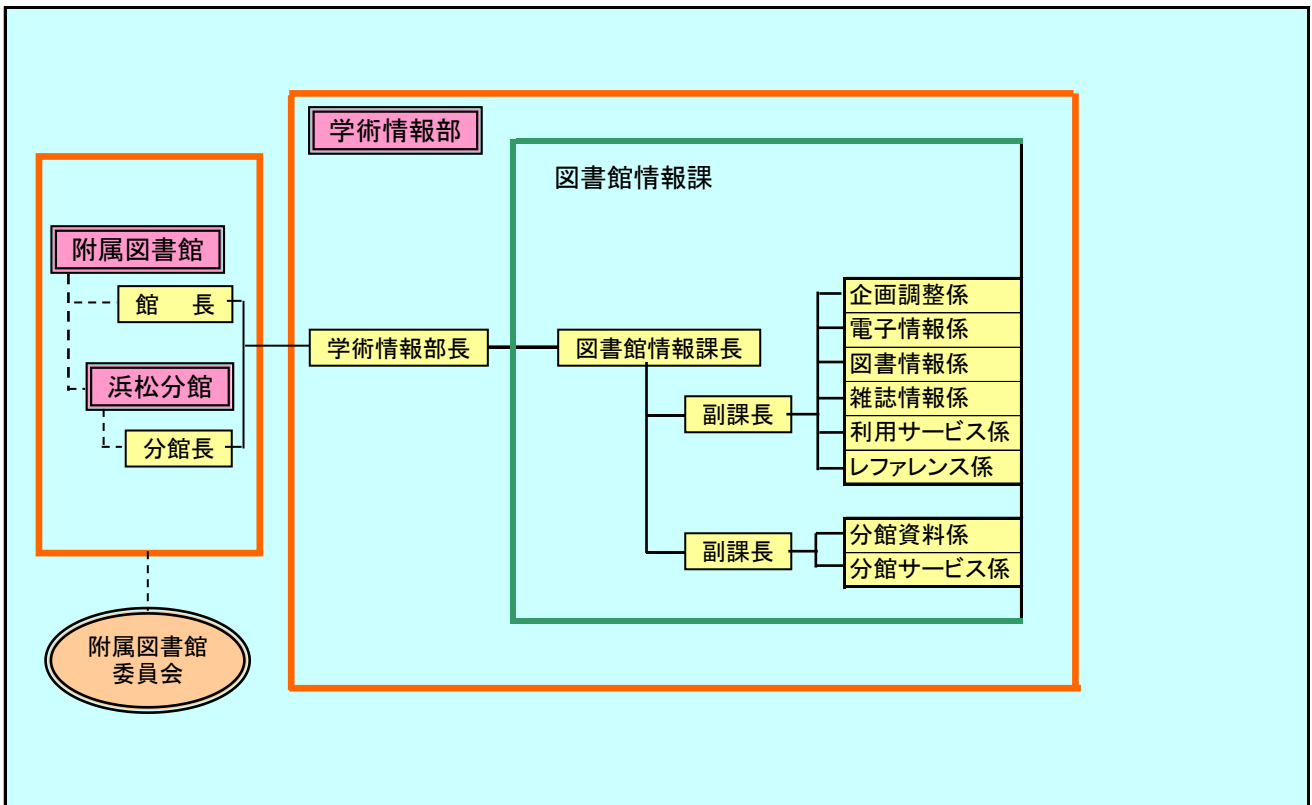 学術情報部
図書館情報課
附属図書館
館　長
浜松分館
分館長
学術情報部長
図書館情報課長
副課長
企画調整係
電子情報係
図書情報係
雑誌情報係
利用サービス係
レファレンス係
副課長
分館資料係
分館サービス係
附属図書館
委員会